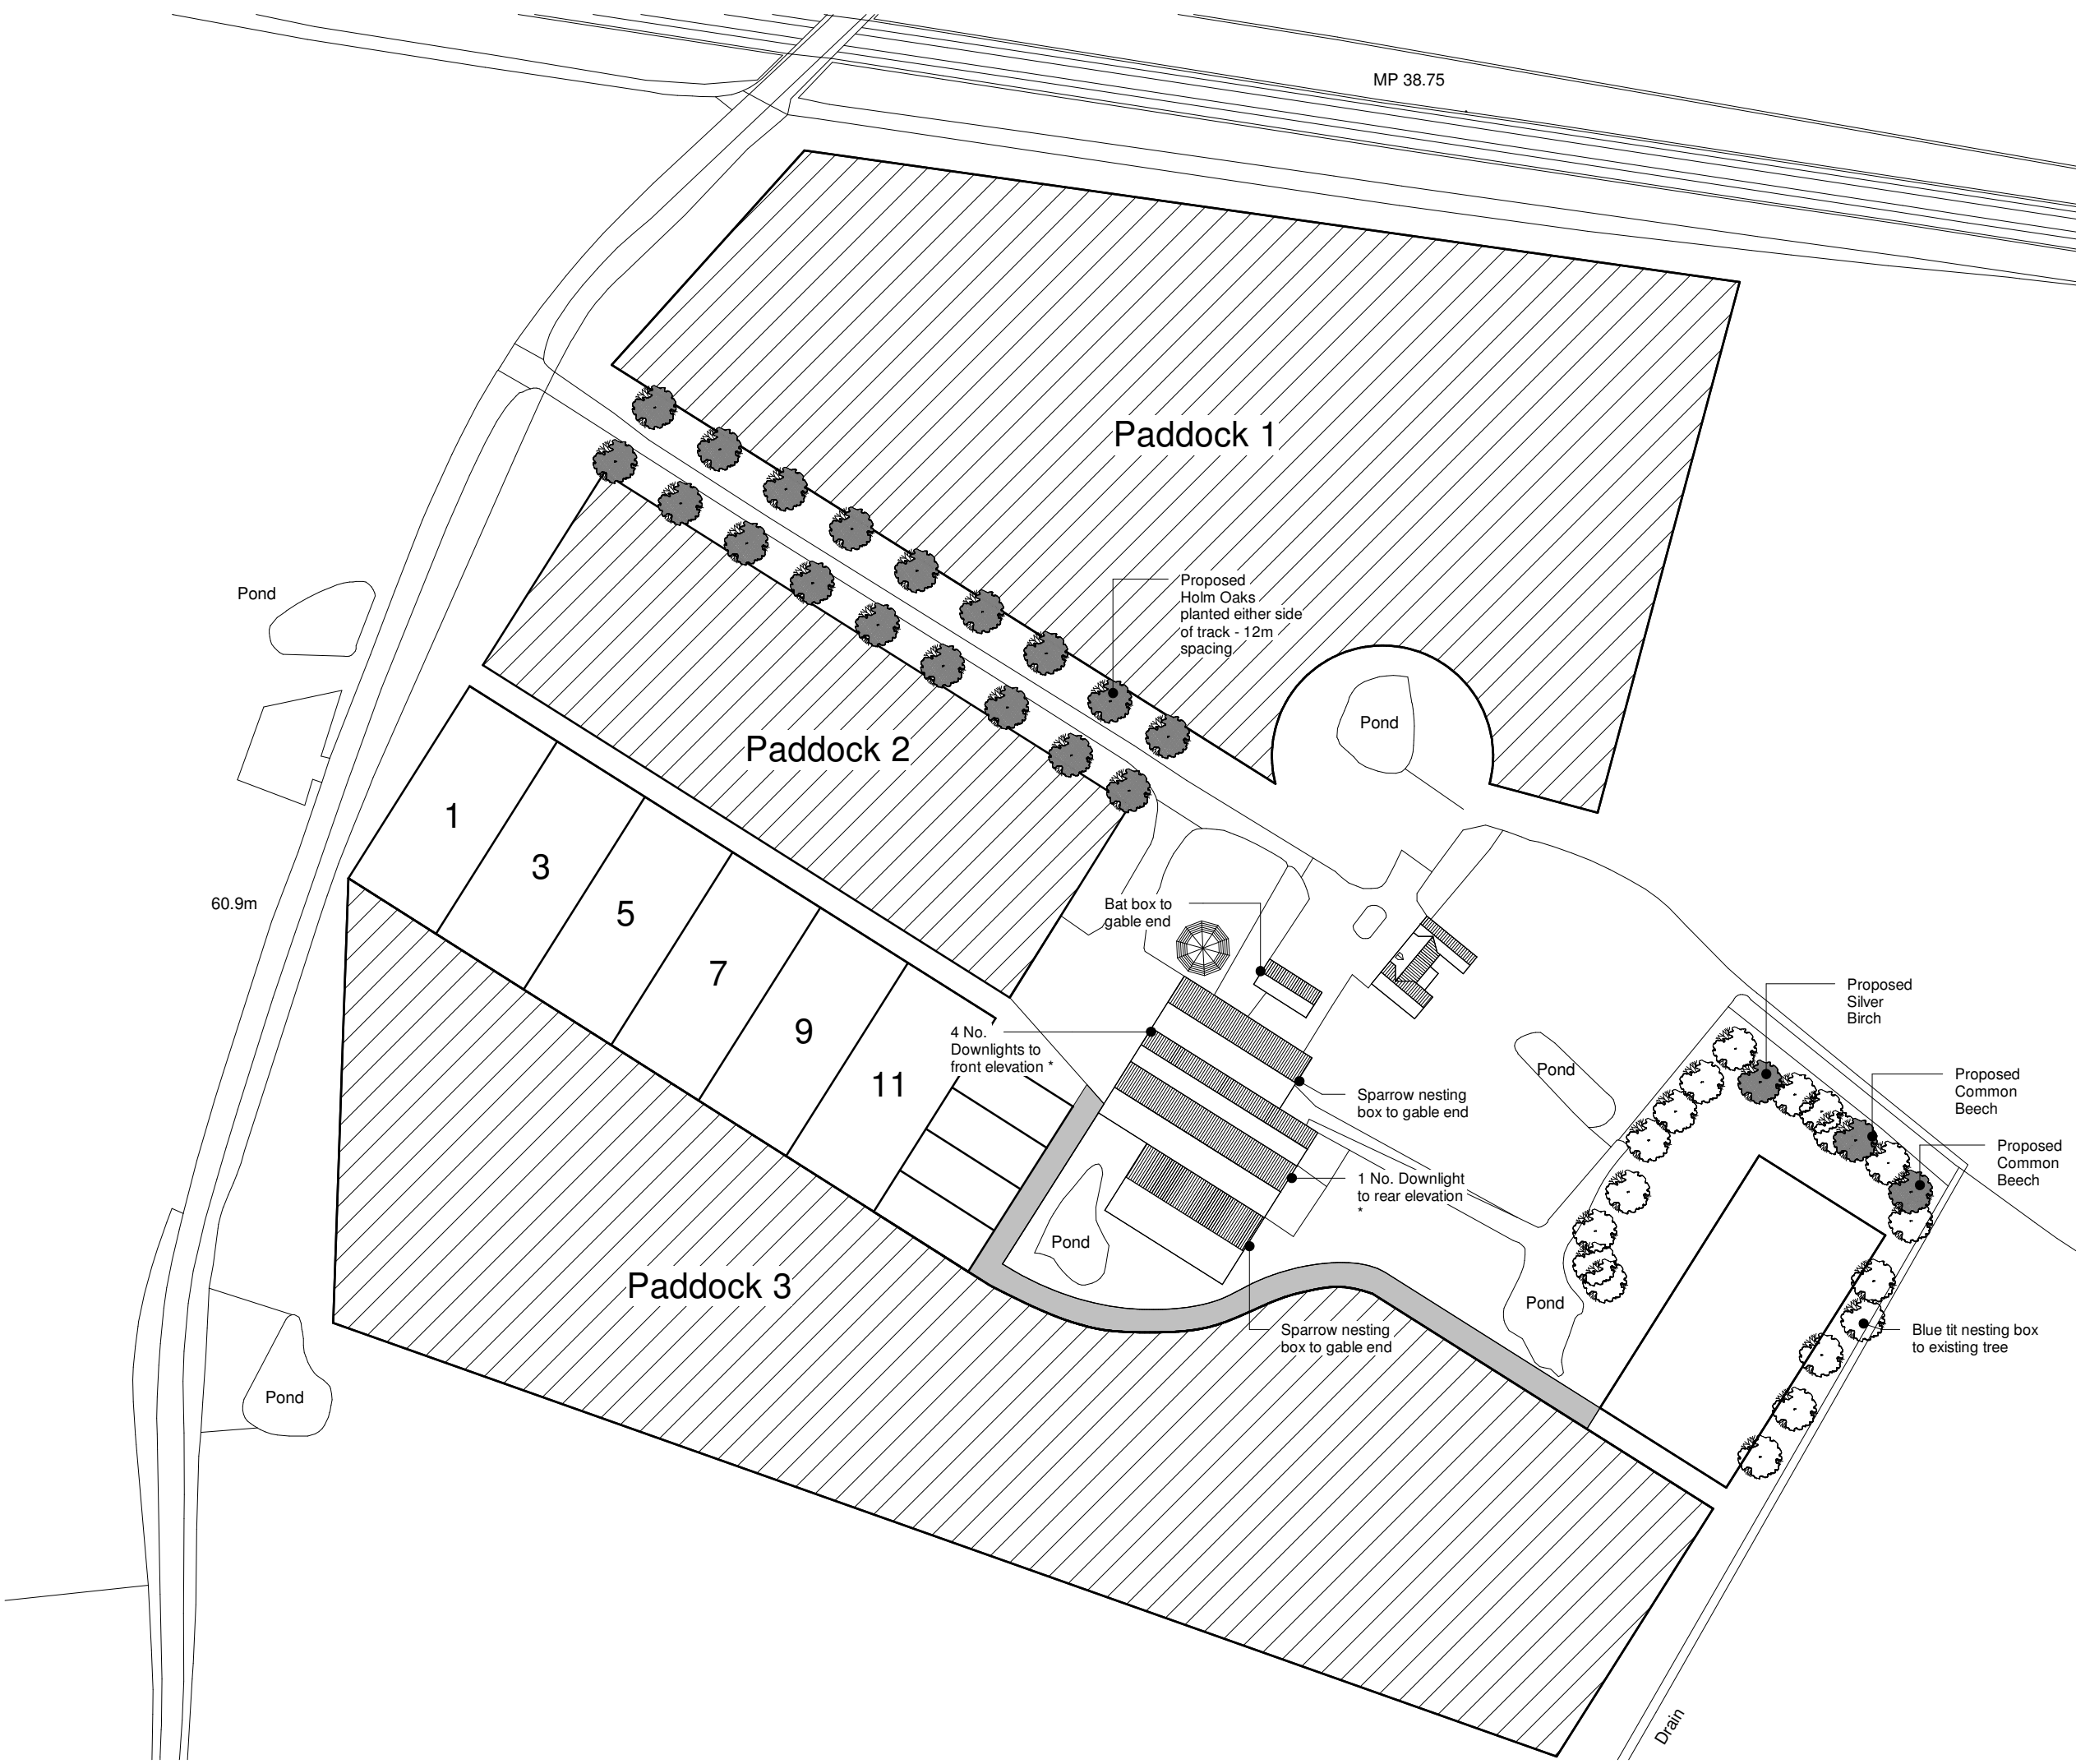 MP 38.75
Paddock 1
Pond
Proposed
Holm Oaks
planted either side
of track - 12m
spacing
Pond
Paddock 2
1
3
5
7
9
11
60.9m
Bat box to
gable end
4 No.
Downlights to
front elevation *
Sparrow nesting
box to gable end
1 No. Downlight
to rear elevation
*
Pond
Proposed
Silver
Birch
Proposed
Common
Beech
Proposed
Common
Beech
Pond
Pond
Paddock 3
Sparrow nesting
box to gable end
Blue tit nesting box
to existing tree
Pond
Drain